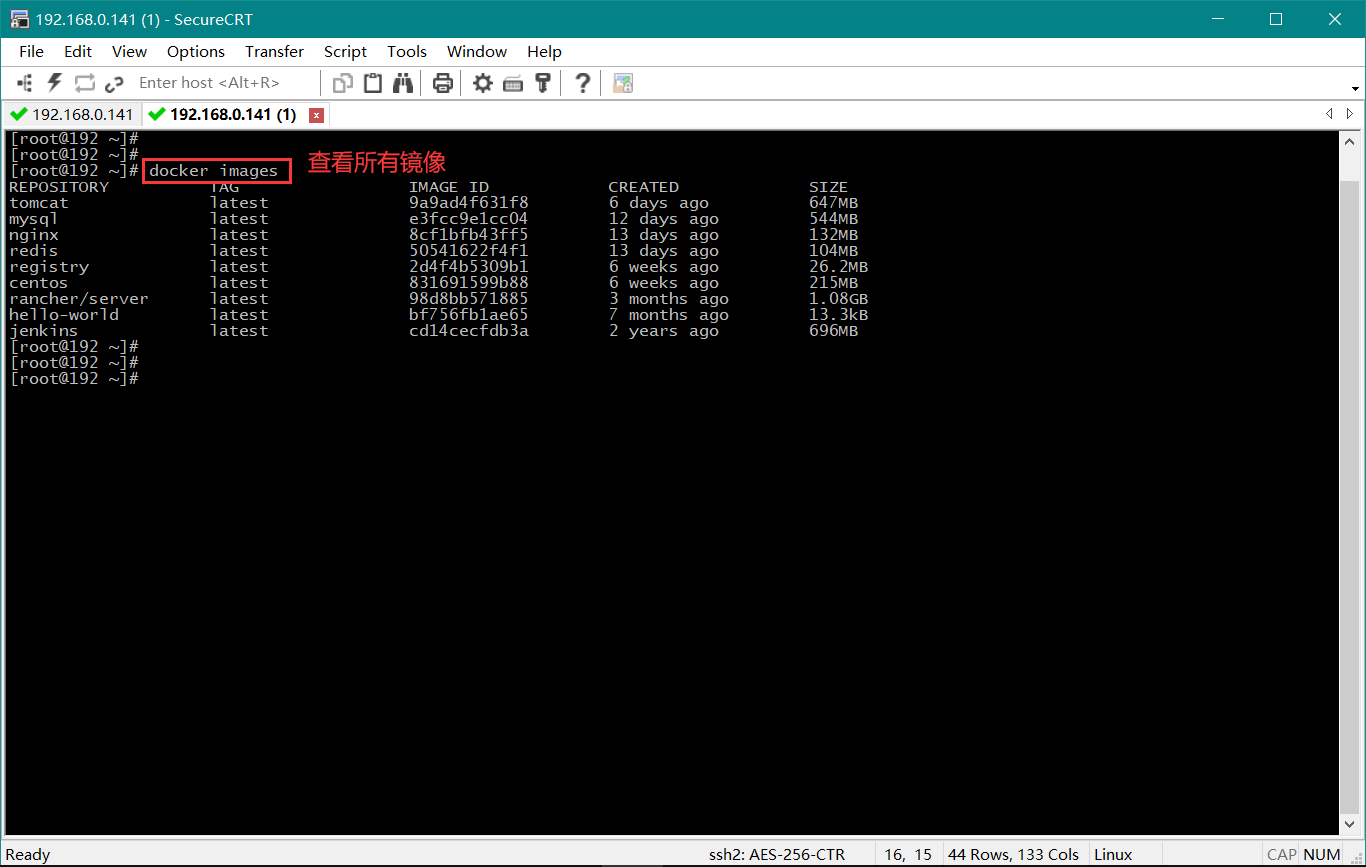 192.168.0.141 (1) - SecureCRT
File Edit View Options Transfer Script Tools Window Help
Enter host <Alt+R>
192.168.0.141 192.168.0.141 (1)
[root@192 ~]#
[root@192 ~]#
[root@192 ~]# docker images 查看所有镜像
REPOSITORY TAG IMAGE ID CREATED SIZE
tomcat latest 9a9ad4f631f8 6 days ago 647MB
mysql latest e3fcc9e1cc04 12 days ago 544MB
nginx latest 8cf1bfb43ff5 13 days ago 132MB
redis latest 50541622f4f1 13 days ago 104MB
registry latest 2d4f4b5309b1 6 weeks ago 26.2MB
centos latest 831691599b88 6 weeks ago 215MB
rancher/server latest 98d8bb571885 3 months ago 1.08GB
hello-world latest bf756fb1ae65 7 months ago 13.3kB
jenkins latest cd14cecfdb3a 2 years ago 696MB
[root@192 ~]#
[root@192 ~]#
[root@192 ~]#
Ready ssh2: AES-256-CTR 16, 15 44 Rows, 133 Cols Linux CAP NUM